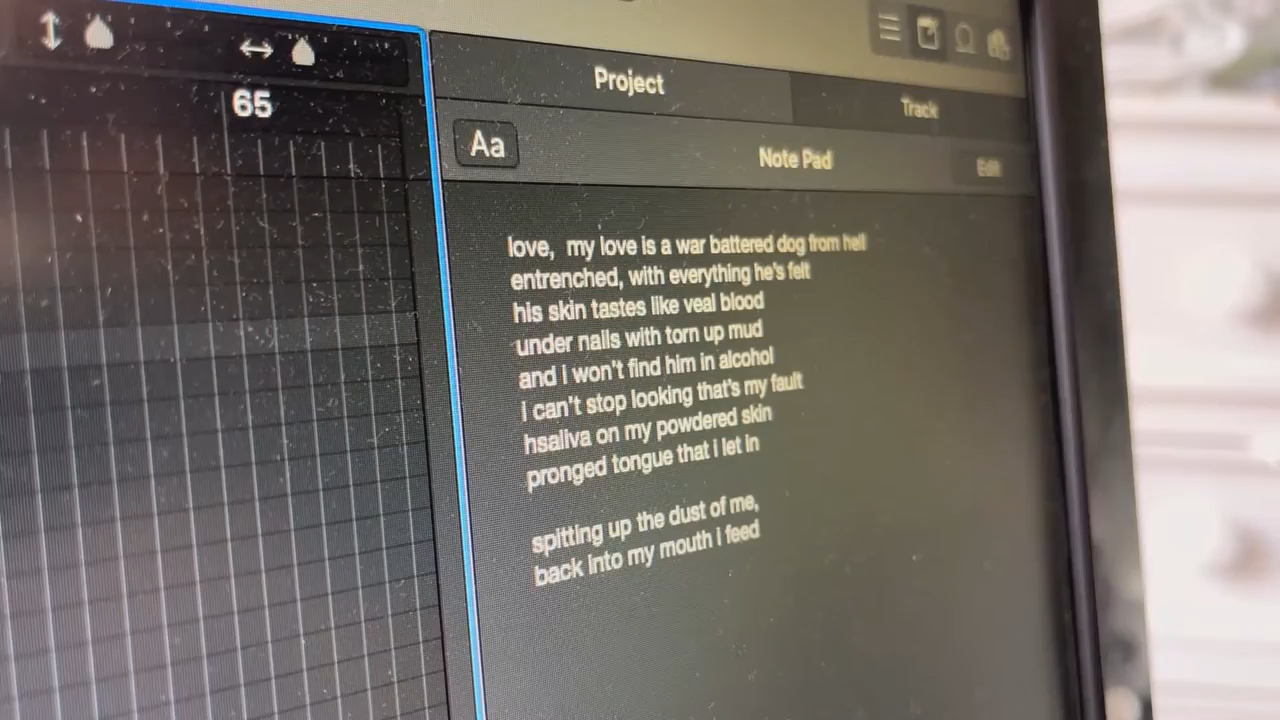 65
Project
Track
Aa
Note Pad
Edit
love,  my love is a war battered dog from hell
entrenched, with everything he's felt
his skin tastes like veal blood
under nails with torn up mud
and i won't find him in alcohol
i can't stop looking that's my fault
hsaliva on my powdered skin
pronged tongue that i let in
spitting up the dust of me,
back into my mouth i feed